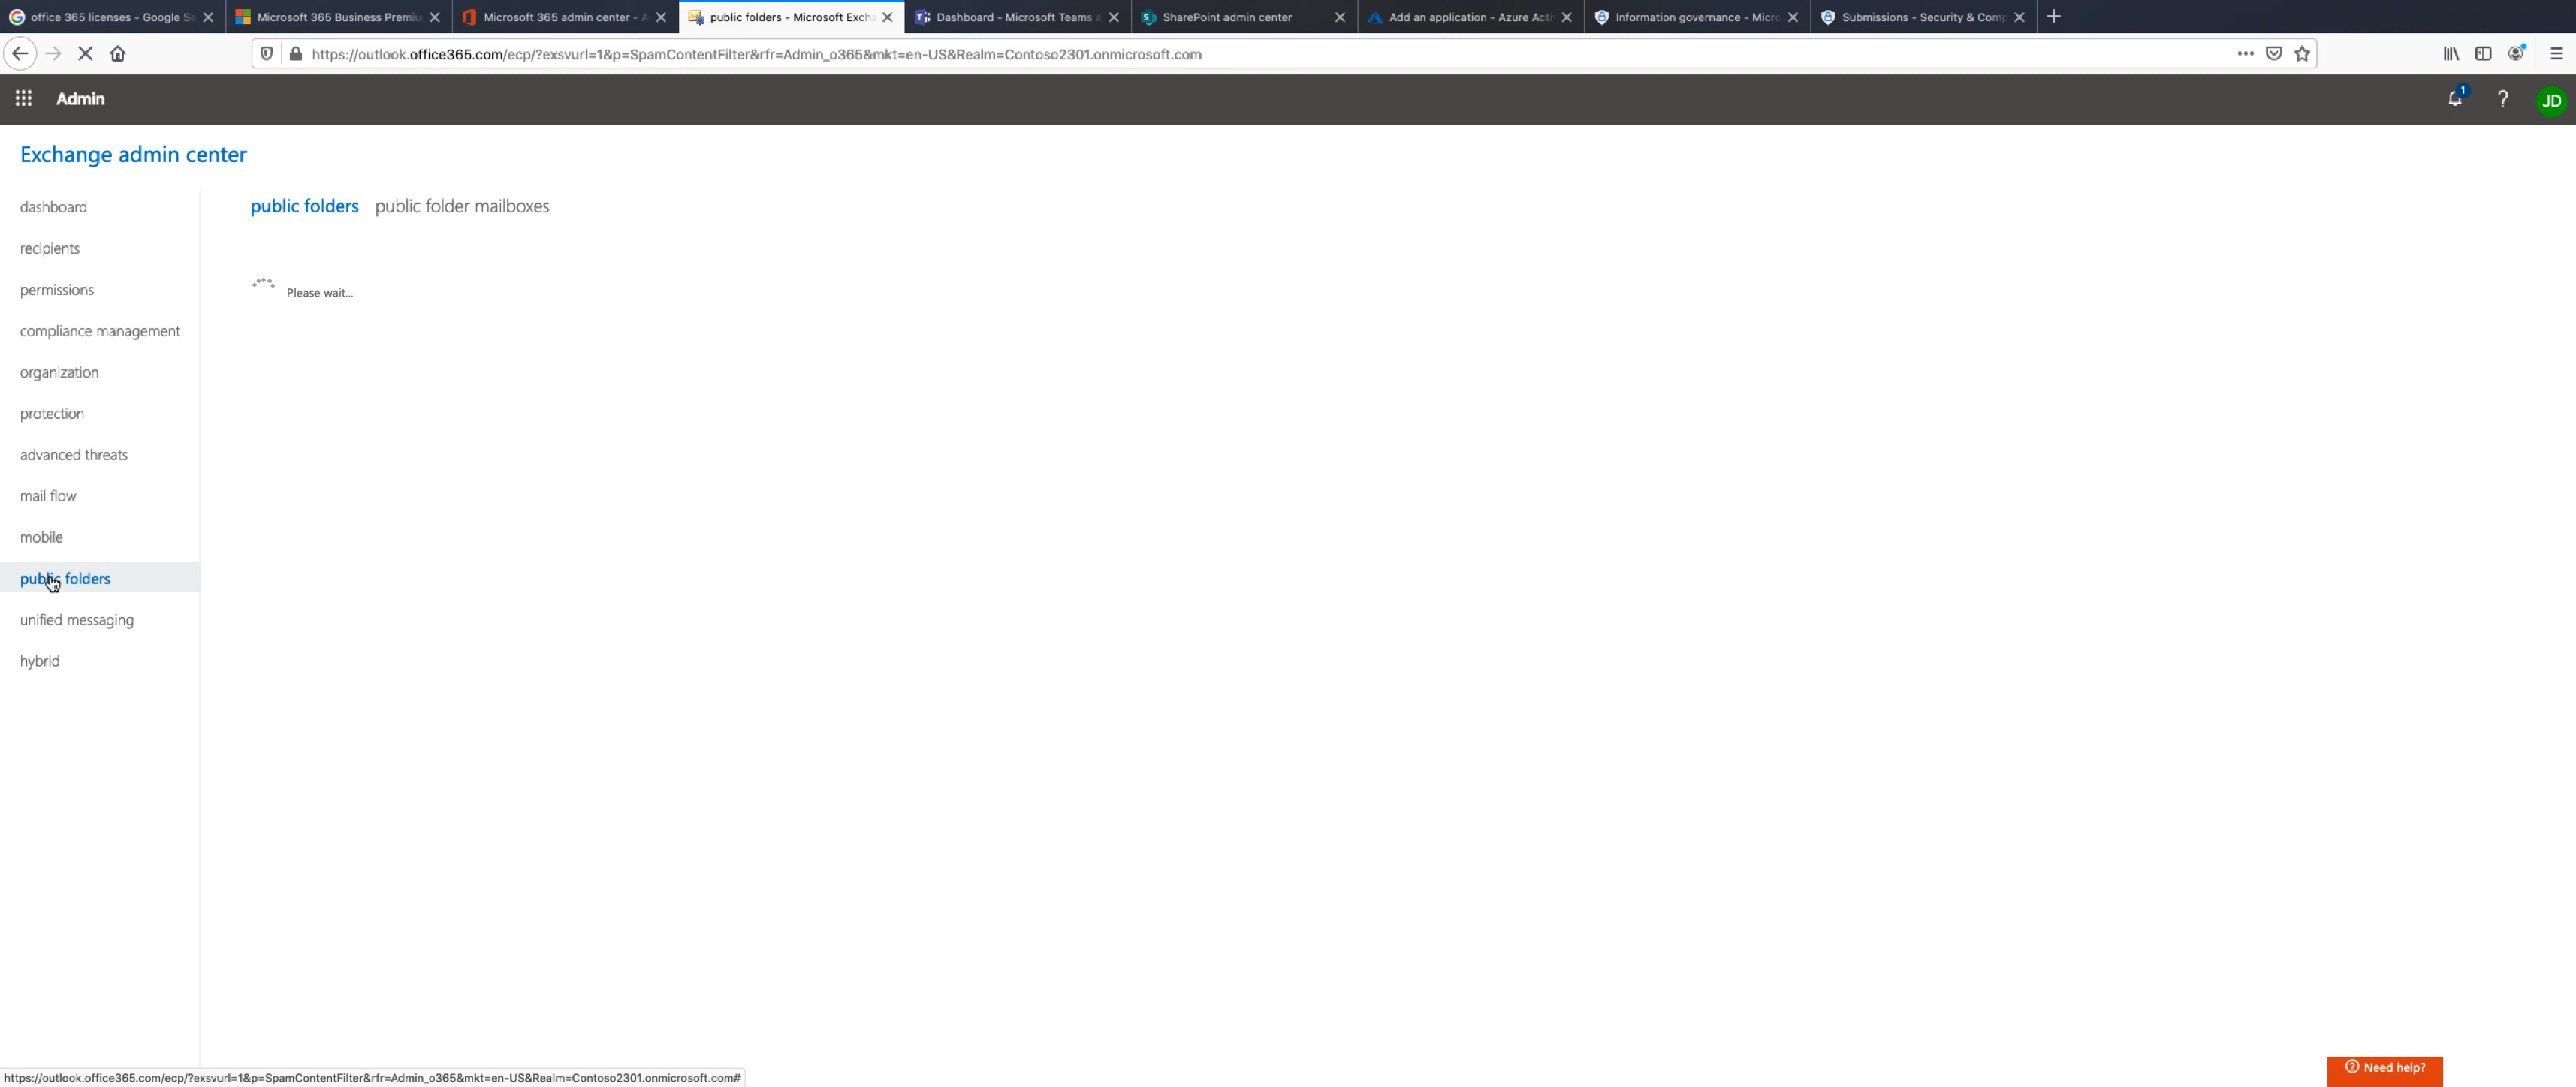 office 365 licenses - Google Se
Microsoft 365 Business Premiu
Microsoft 365 admin center - A
public folders - Microsoft Excha
Dashboard - Microsoft Teams a
SharePoint admin center
Add an application - Azure Acti
Information governance - Micro
Submissions - Security & Comp
https://outlook.office365.com/ecp/?exsvurl=1&p=SpamContentFilter&rfr=Admin_o365&mkt=en-US&Realm=Contoso2301.onmicrosoft.com
Admin
1
?
JD
Exchange admin center
dashboard
recipients
permissions
compliance management
organization
protection
advanced threats
mail flow
mobile
public folders
unified messaging
hybrid
public folders public folder mailboxes
Please wait...
Need help?
https://outlook.office365.com/ecp/?exsvurl=1&p=SpamContentFilter&rfr=Admin_o365&mkt=en-US&Realm=Contoso2301.onmicrosoft.com#